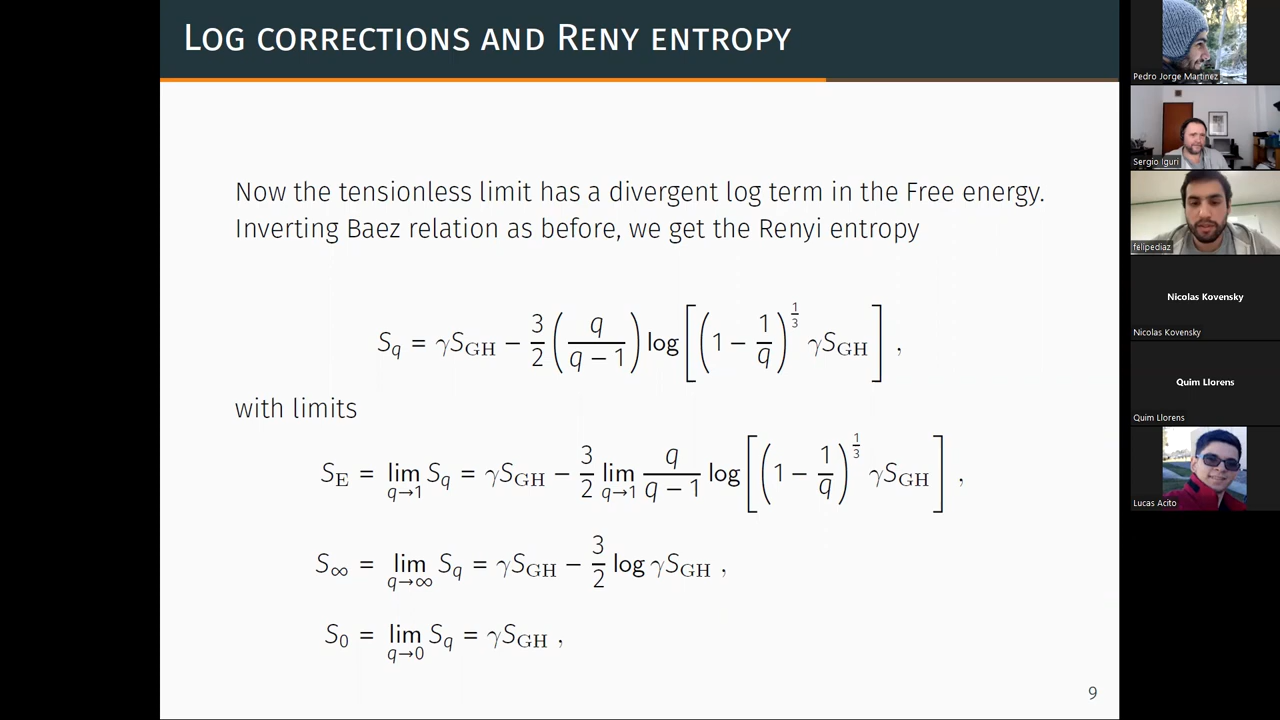 LOG CORRECTIONS AND RENY ENTROPY
Now the tensionless limit has a divergent log term in the Free energy.
Inverting Baez relation as before, we get the Renyi entropy
S_q = γS_GH − 3/2 (q/(q − 1)) log[(1 − 1/q)^(1/3) γS_GH] ,
with limits
S_E = lim_{q→1} S_q = γS_GH − 3/2 lim_{q→1} q/(q − 1) log[(1 − 1/q)^(1/3) γS_GH] ,
S_∞ = lim_{q→∞} S_q = γS_GH − 3/2 log γS_GH ,
S_0 = lim_{q→0} S_q = γS_GH ,
9
Pedro Jorge Martinez
Sergio Iguri
felipediaz
Nicolas Kovensky
Nicolas Kovensky
Quim Llorens
Quim Llorens
Lucas Acito